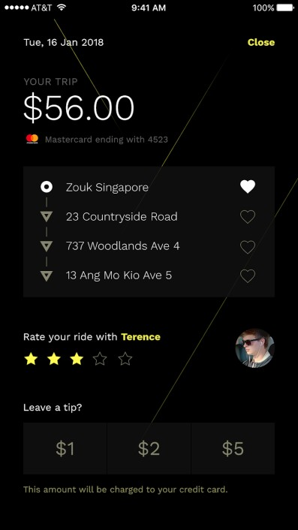 AT&T 9:41 AM 100%
Tue, 16 Jan 2018 Close
YOUR TRIP
$56.00
Mastercard ending with 4523
Zouk Singapore
23 Countryside Road
737 Woodlands Ave 4
13 Ang Mo Kio Ave 5
Rate your ride with Terence
Leave a tip?
$1 $2 $5
This amount will be charged to your credit card.